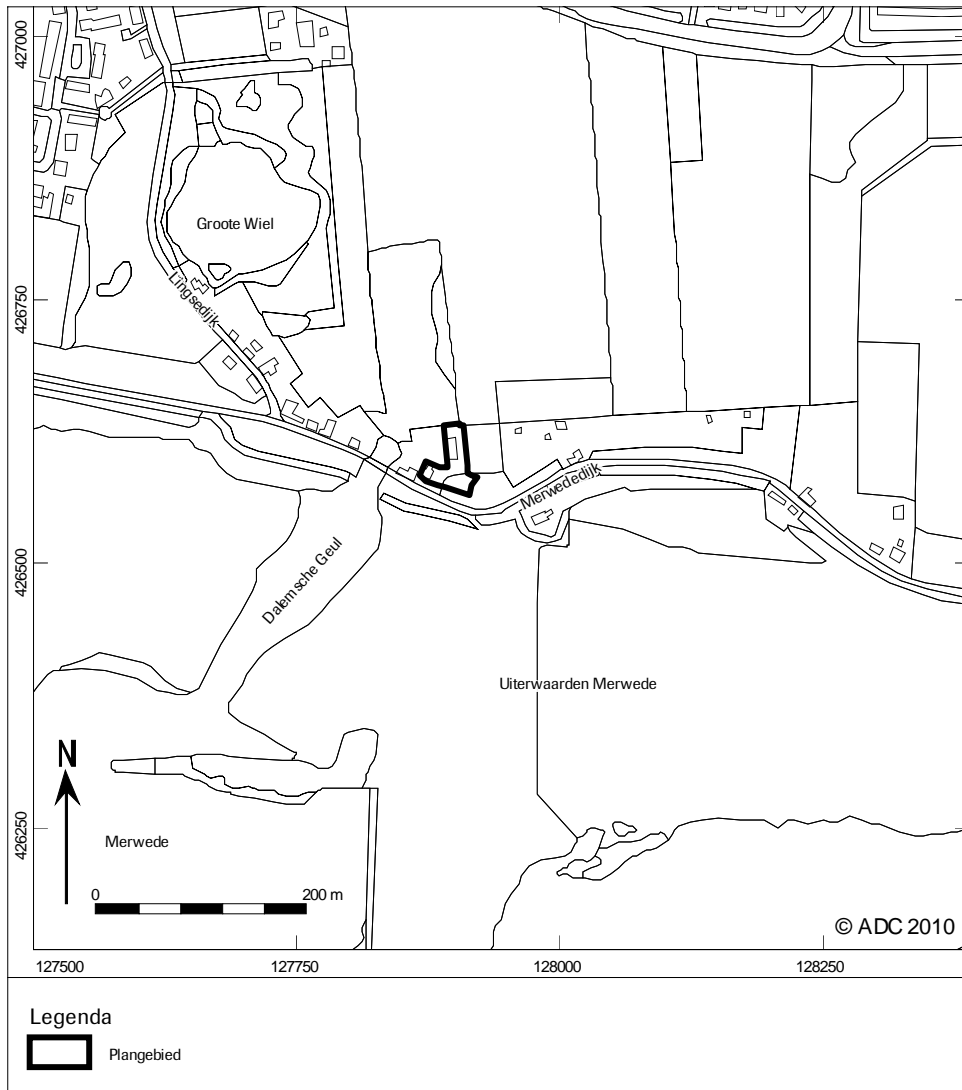 427000
Groote Wiel
426750
Lingsedijk
Merwededijk
426500
Dalemsche Geul
Uiterwaarden Merwede
N
426250
Merwede
0 200 m
© ADC 2010
127500 127750 128000 128250
Legenda
Plangebied